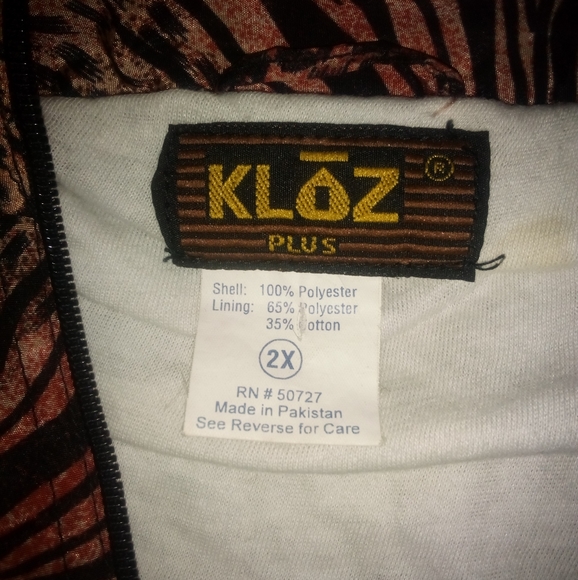 KLŌZ ®
PLUS
Shell: 100% Polyester
Lining: 65% Polyester
35% Cotton
2X
RN # 50727
Made in Pakistan
See Reverse for Care